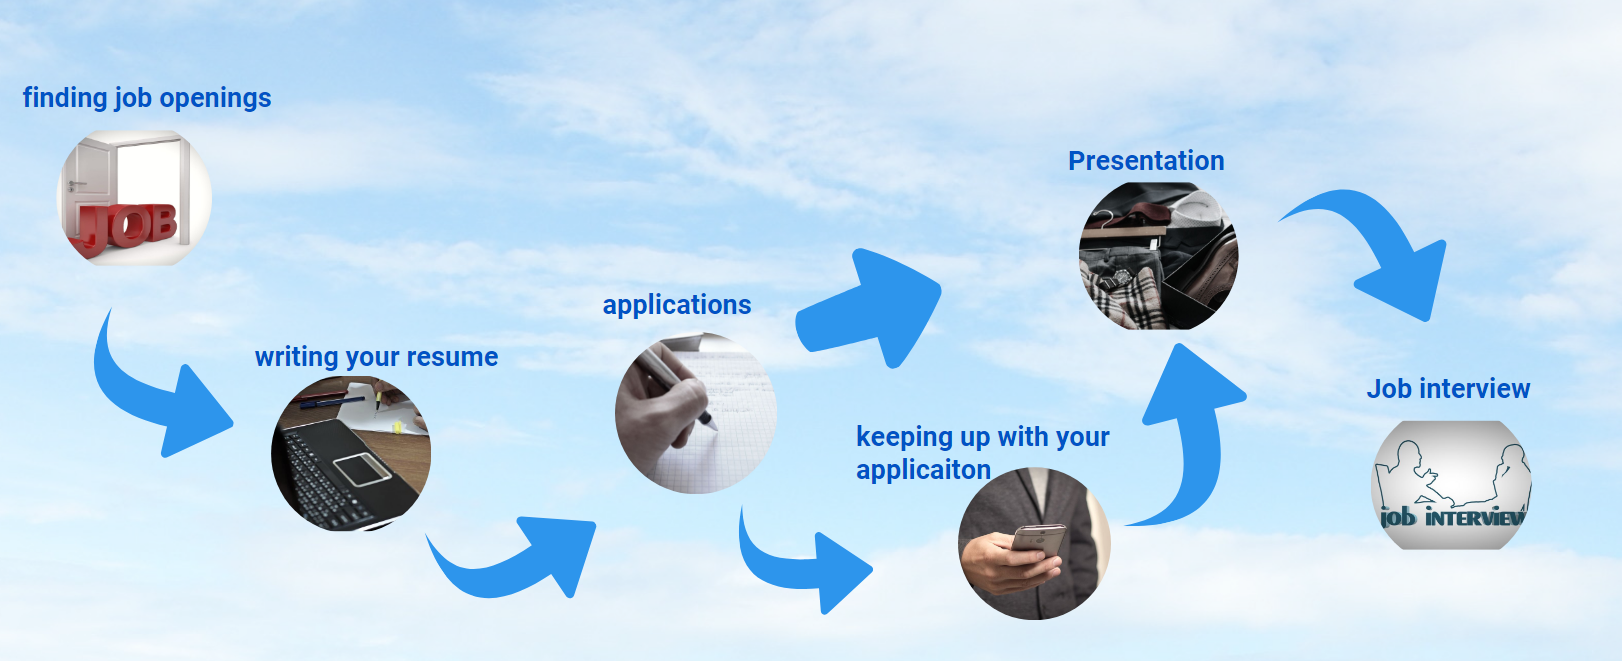 finding job openings
JOB
writing your resume
applications
keeping up with your
applicaiton
Presentation
Job interview
job INTERVIEW